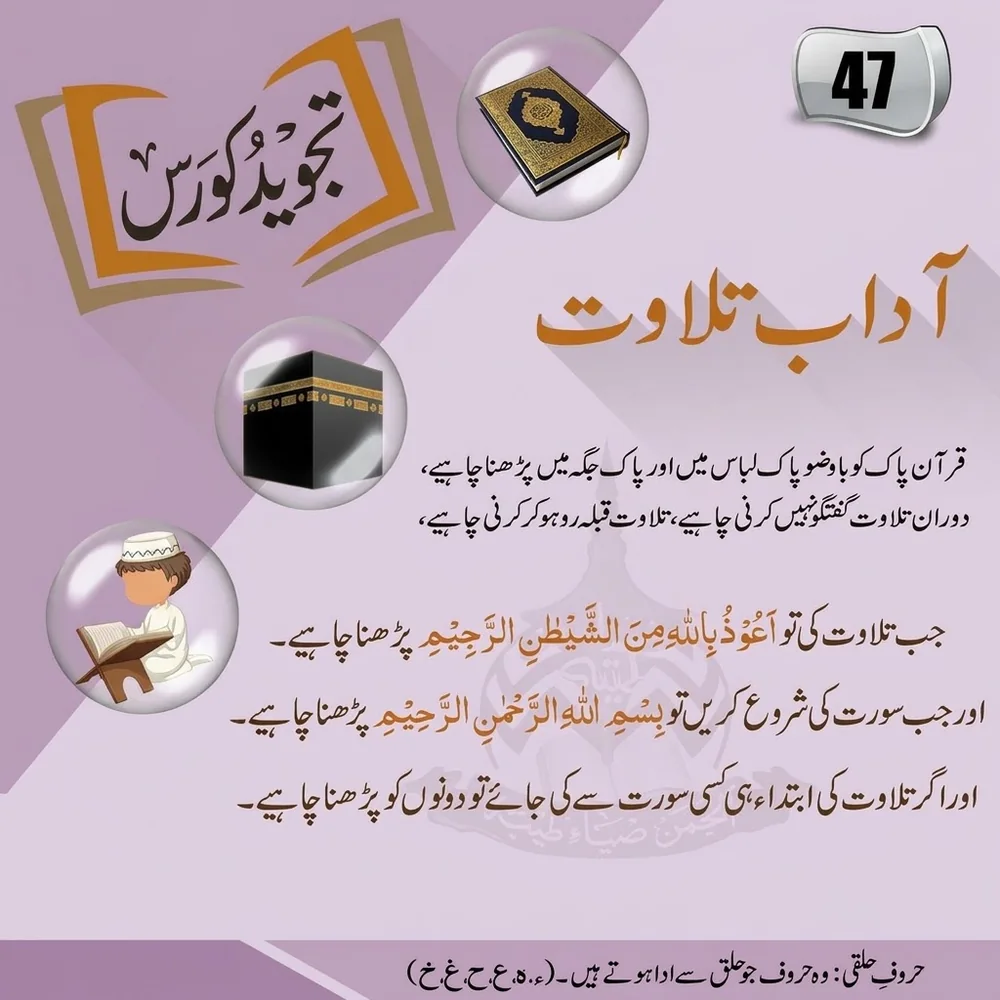 47
تجوید کورس
آداب تلاوت
قرآن پاک کو باوضو پاک لباس میں اور پاک جگہ میں پڑھنا چاہیے،
دوران تلاوت گفتگو نہیں کرنی چاہیے، تلاوت قبلہ رو ہو کر کرنی چاہیے،
جب تلاوت کی تو اَعُوْذُ بِاللّٰہِ مِنَ الشَّیْطٰنِ الرَّجِیْمِ پڑھنا چاہیے۔
اور جب سورت کی شروع کریں تو بِسْمِ اللّٰہِ الرَّحْمٰنِ الرَّحِیْمِ پڑھنا چاہیے۔
اور اگر تلاوت کی ابتداء ہی کسی سورت سے کی جائے تو دونوں کو پڑھنا چاہیے۔
انجمن ضیاء طیبہ
حروفِ حلقی: وہ حروف جو حلق سے ادا ہوتے ہیں۔ (ء، ہ، ع، ح، غ، خ)